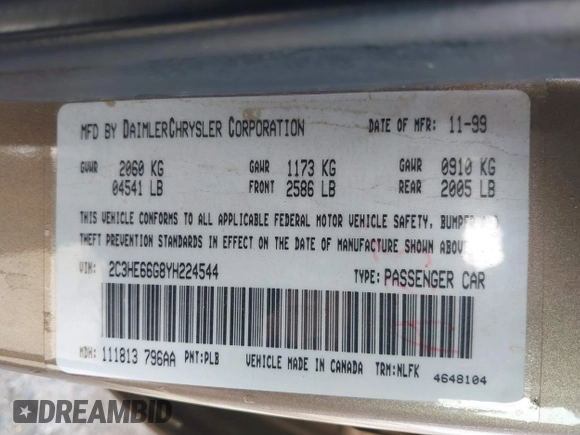 MFD BY DAIMLERCHRYSLER CORPORATION DATE OF MFR: 11-99
GVWR 2060 KG GAWR 1173 KG GAWR 0910 KG
04541 LB FRONT 2586 LB REAR 2005 LB
THIS VEHICLE CONFORMS TO ALL APPLICABLE FEDERAL MOTOR VEHICLE SAFETY, BUMPER
THEFT PREVENTION STANDARDS IN EFFECT ON THE DATE OF MANUFACTURE SHOWN ABOVE
VIN: 2C3HE66G8YH224544 TYPE: PASSENGER CAR
MDH: 111813 796AA PNT:PLB VEHICLE MADE IN CANADA TRM:NLFK
4648104
DREAMBID